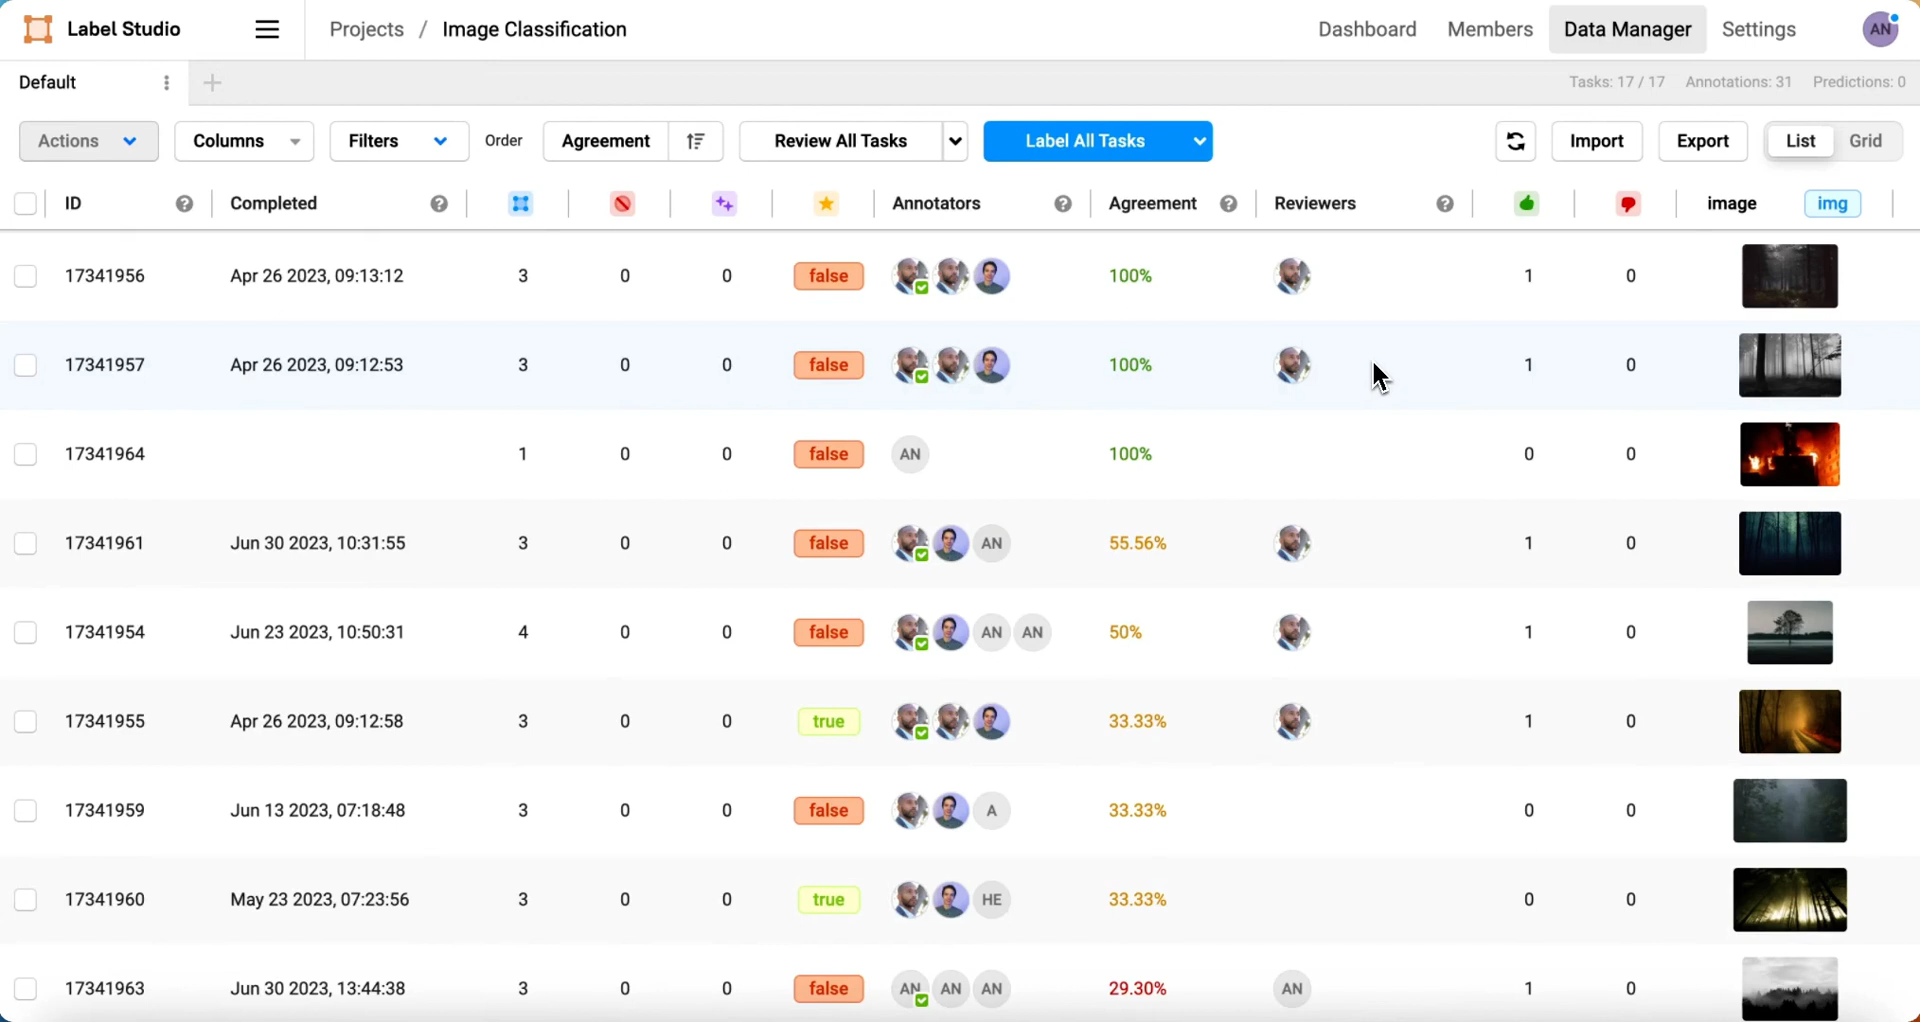 Label Studio
Projects / Image Classification
Dashboard Members Data Manager Settings AN
Default
Tasks: 17 / 17 Annotations: 31 Predictions: 0
Actions Columns Filters Order Agreement Review All Tasks Label All Tasks Import Export List Grid
ID Completed Annotators Agreement Reviewers image img
17341956 Apr 26 2023, 09:13:12 3 0 0 false 100% 1 0
17341957 Apr 26 2023, 09:12:53 3 0 0 false 100% 1 0
17341964 1 0 0 false AN 100% 0 0
17341961 Jun 30 2023, 10:31:55 3 0 0 false AN 55.56% 1 0
17341954 Jun 23 2023, 10:50:31 4 0 0 false AN AN 50% 1 0
17341955 Apr 26 2023, 09:12:58 3 0 0 true 33.33% 1 0
17341959 Jun 13 2023, 07:18:48 3 0 0 false A 33.33% 0 0
17341960 May 23 2023, 07:23:56 3 0 0 true HE 33.33% 0 0
17341963 Jun 30 2023, 13:44:38 3 0 0 false AN AN AN 29.30% AN 1 0